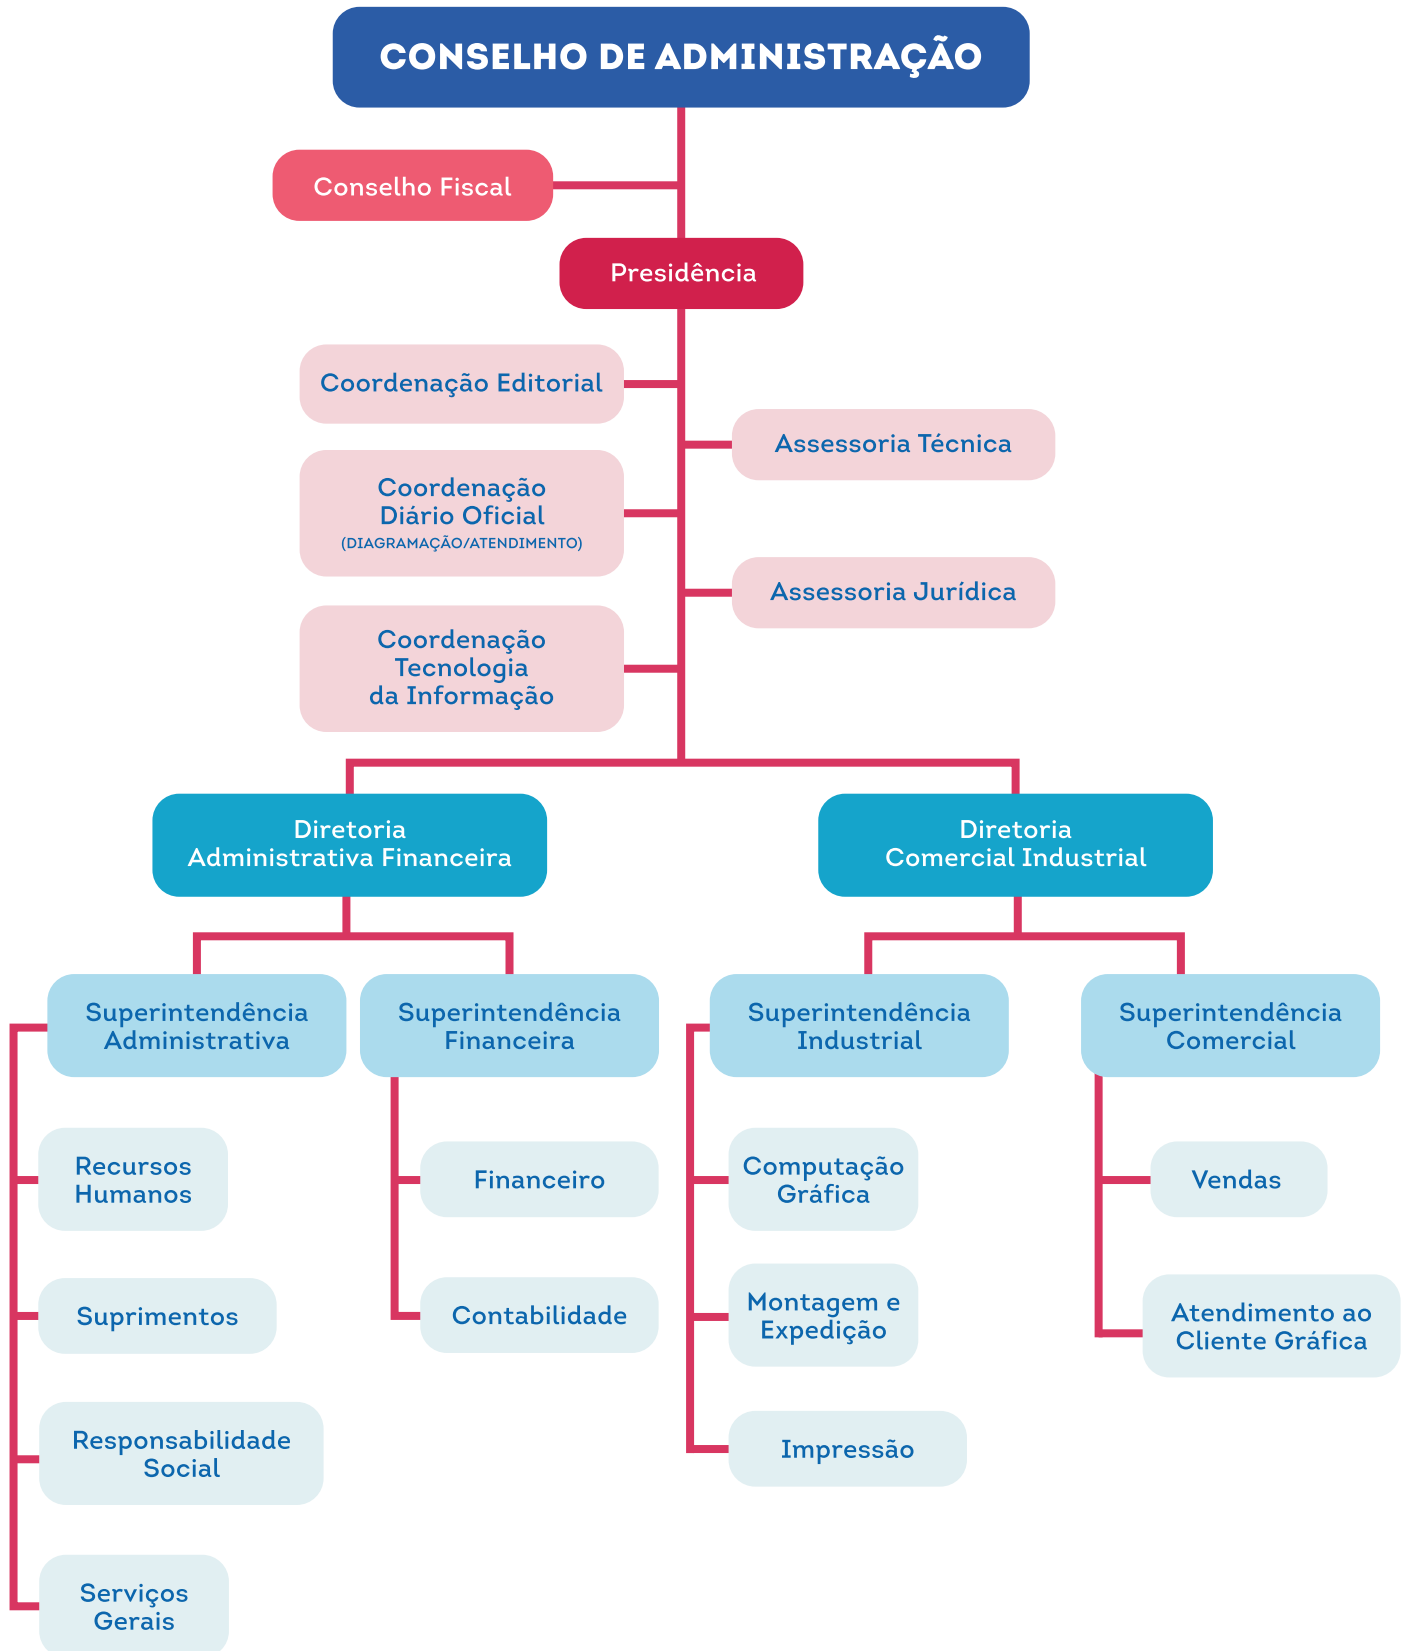 CONSELHO DE ADMINISTRAÇÃO
Conselho Fiscal
Presidência
Coordenação Editorial
Assessoria Técnica
Coordenação
Diário Oficial
(DIAGRAMAÇÃO/ATENDIMENTO)
Assessoria Jurídica
Coordenação
Tecnologia
da Informação
Diretoria
Administrativa Financeira
Diretoria
Comercial Industrial
Superintendência
Administrativa
Superintendência
Financeira
Superintendência
Industrial
Superintendência
Comercial
Recursos
Humanos
Financeiro
Computação
Gráfica
Vendas
Suprimentos
Contabilidade
Montagem e
Expedição
Atendimento ao
Cliente Gráfica
Responsabilidade
Social
Impressão
Serviços
Gerais